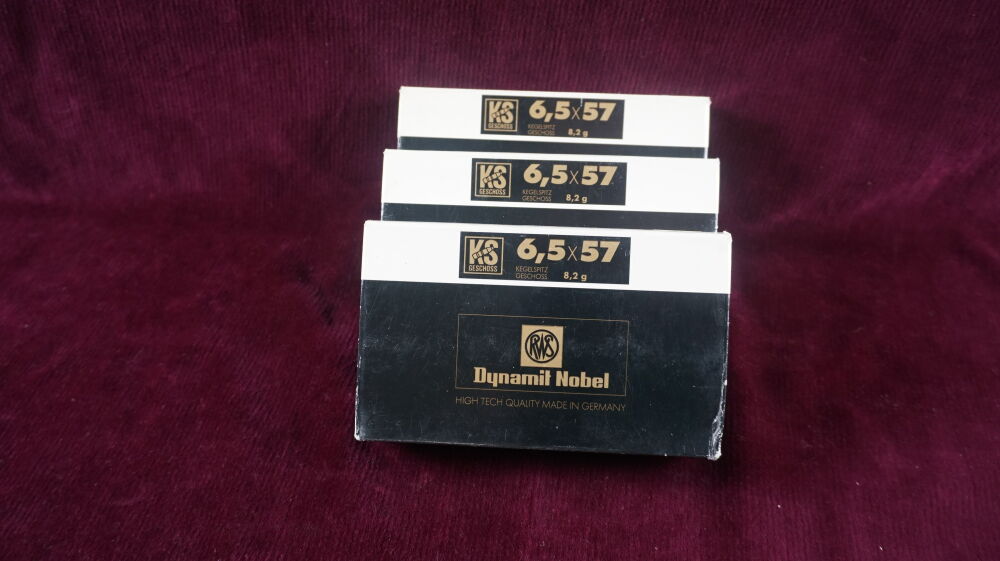 KS
GESCHOSS
6,5x57
KEGELSPITZ
GESCHOSS 8,2 g
KS
GESCHOSS
6,5x57
KEGELSPITZ
GESCHOSS 8,2 g
KS
GESCHOSS
6,5x57
KEGELSPITZ
GESCHOSS 8,2 g
RWS
Dynamit Nobel
HIGH TECH QUALITY MADE IN GERMANY